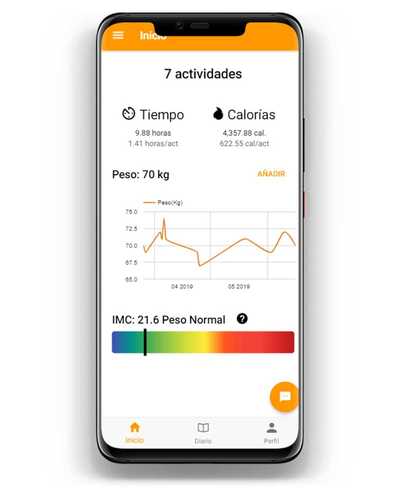 Inicio
7 actividades
Tiempo
Calorías
9.88 horas
4,357.88 cal.
1.41 horas/act
622.55 cal/act
Peso: 70 kg
AÑADIR
Peso(Kg)
75.0
72.5
70.0
67.5
65.0
04.2019
05.2019
IMC: 21.6 Peso Normal ?
Inicio
Diario
Perfil